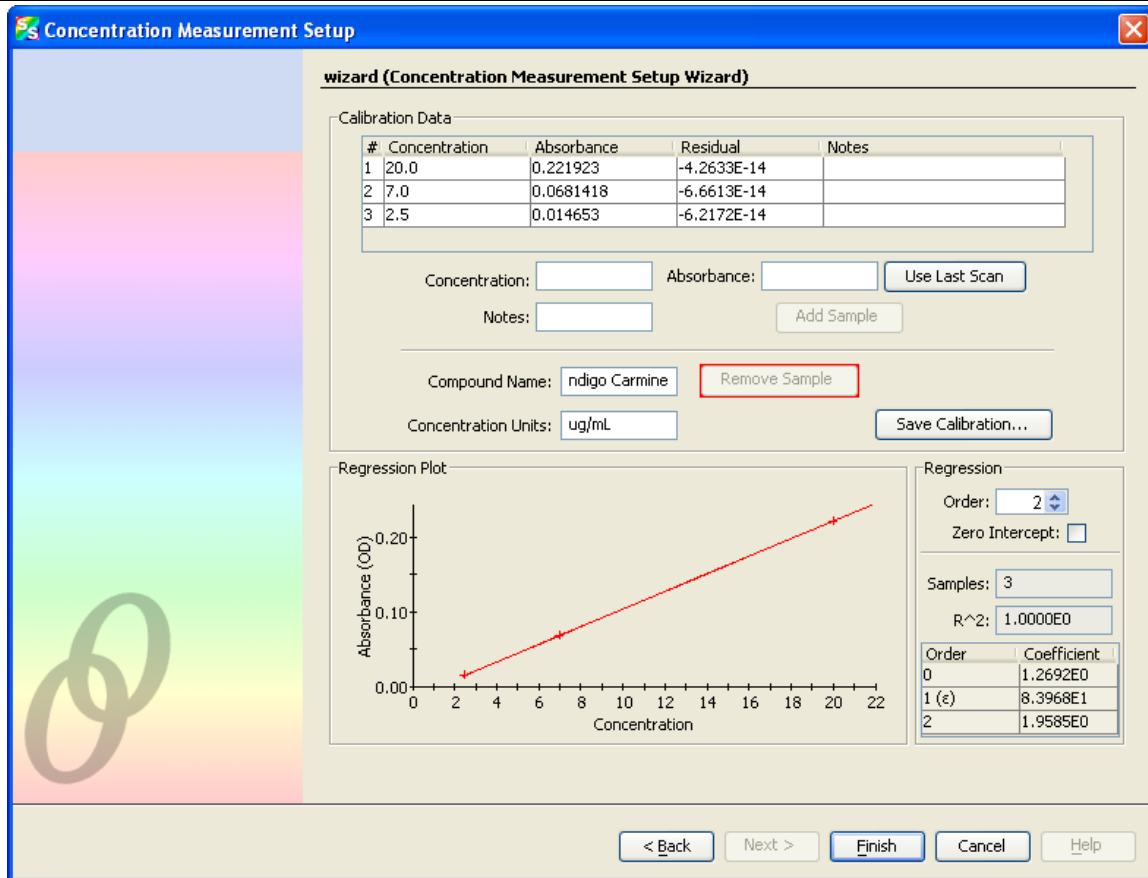 Concentration Measurement Setup
wizard (Concentration Measurement Setup Wizard)
Calibration Data
# Concentration Absorbance Residual Notes
1 20.0 0.221923 -4.2633E-14
2 7.0 0.0681418 -6.6613E-14
3 2.5 0.014653 -6.2172E-14
Concentration: Absorbance: Use Last Scan
Notes: Add Sample
Compound Name: ndigo Carmine Remove Sample
Concentration Units: ug/mL Save Calibration...
Regression Plot
Absorbance (OD)
0.20
0.10
0.00
0 2 4 6 8 10 12 14 16 18 20 22
Concentration
Regression
Order: 2
Zero Intercept:
Samples: 3
R^2: 1.0000E0
Order Coefficient
0 1.2692E0
1 (ε) 8.3968E1
2 1.9585E0
< Back Next > Finish Cancel Help